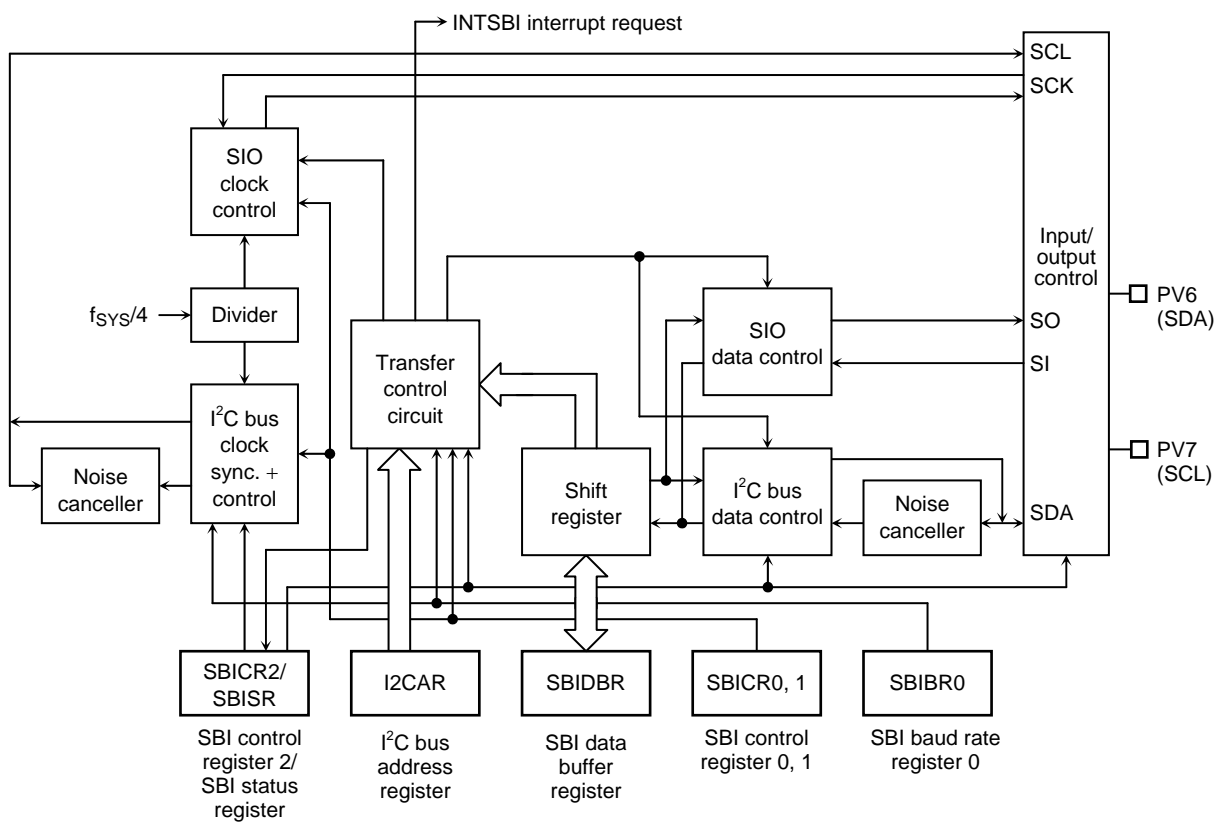 INTSBI interrupt request
SCL
SCK
SIO
clock
control
Input/
output
control
fSYS/4
Divider
PV6
(SDA)
SIO
data control
SO
SI
Transfer
control
circuit
I²C bus
clock
sync. +
control
Noise
canceller
PV7
(SCL)
Shift
register
I²C bus
data control
Noise
canceller
SDA
SBICR2/
SBISR
I2CAR
SBIDBR
SBICR0, 1
SBIBR0
SBI control
register 2/
SBI status
register
I²C bus
address
register
SBI data
buffer
register
SBI control
register 0, 1
SBI baud rate
register 0